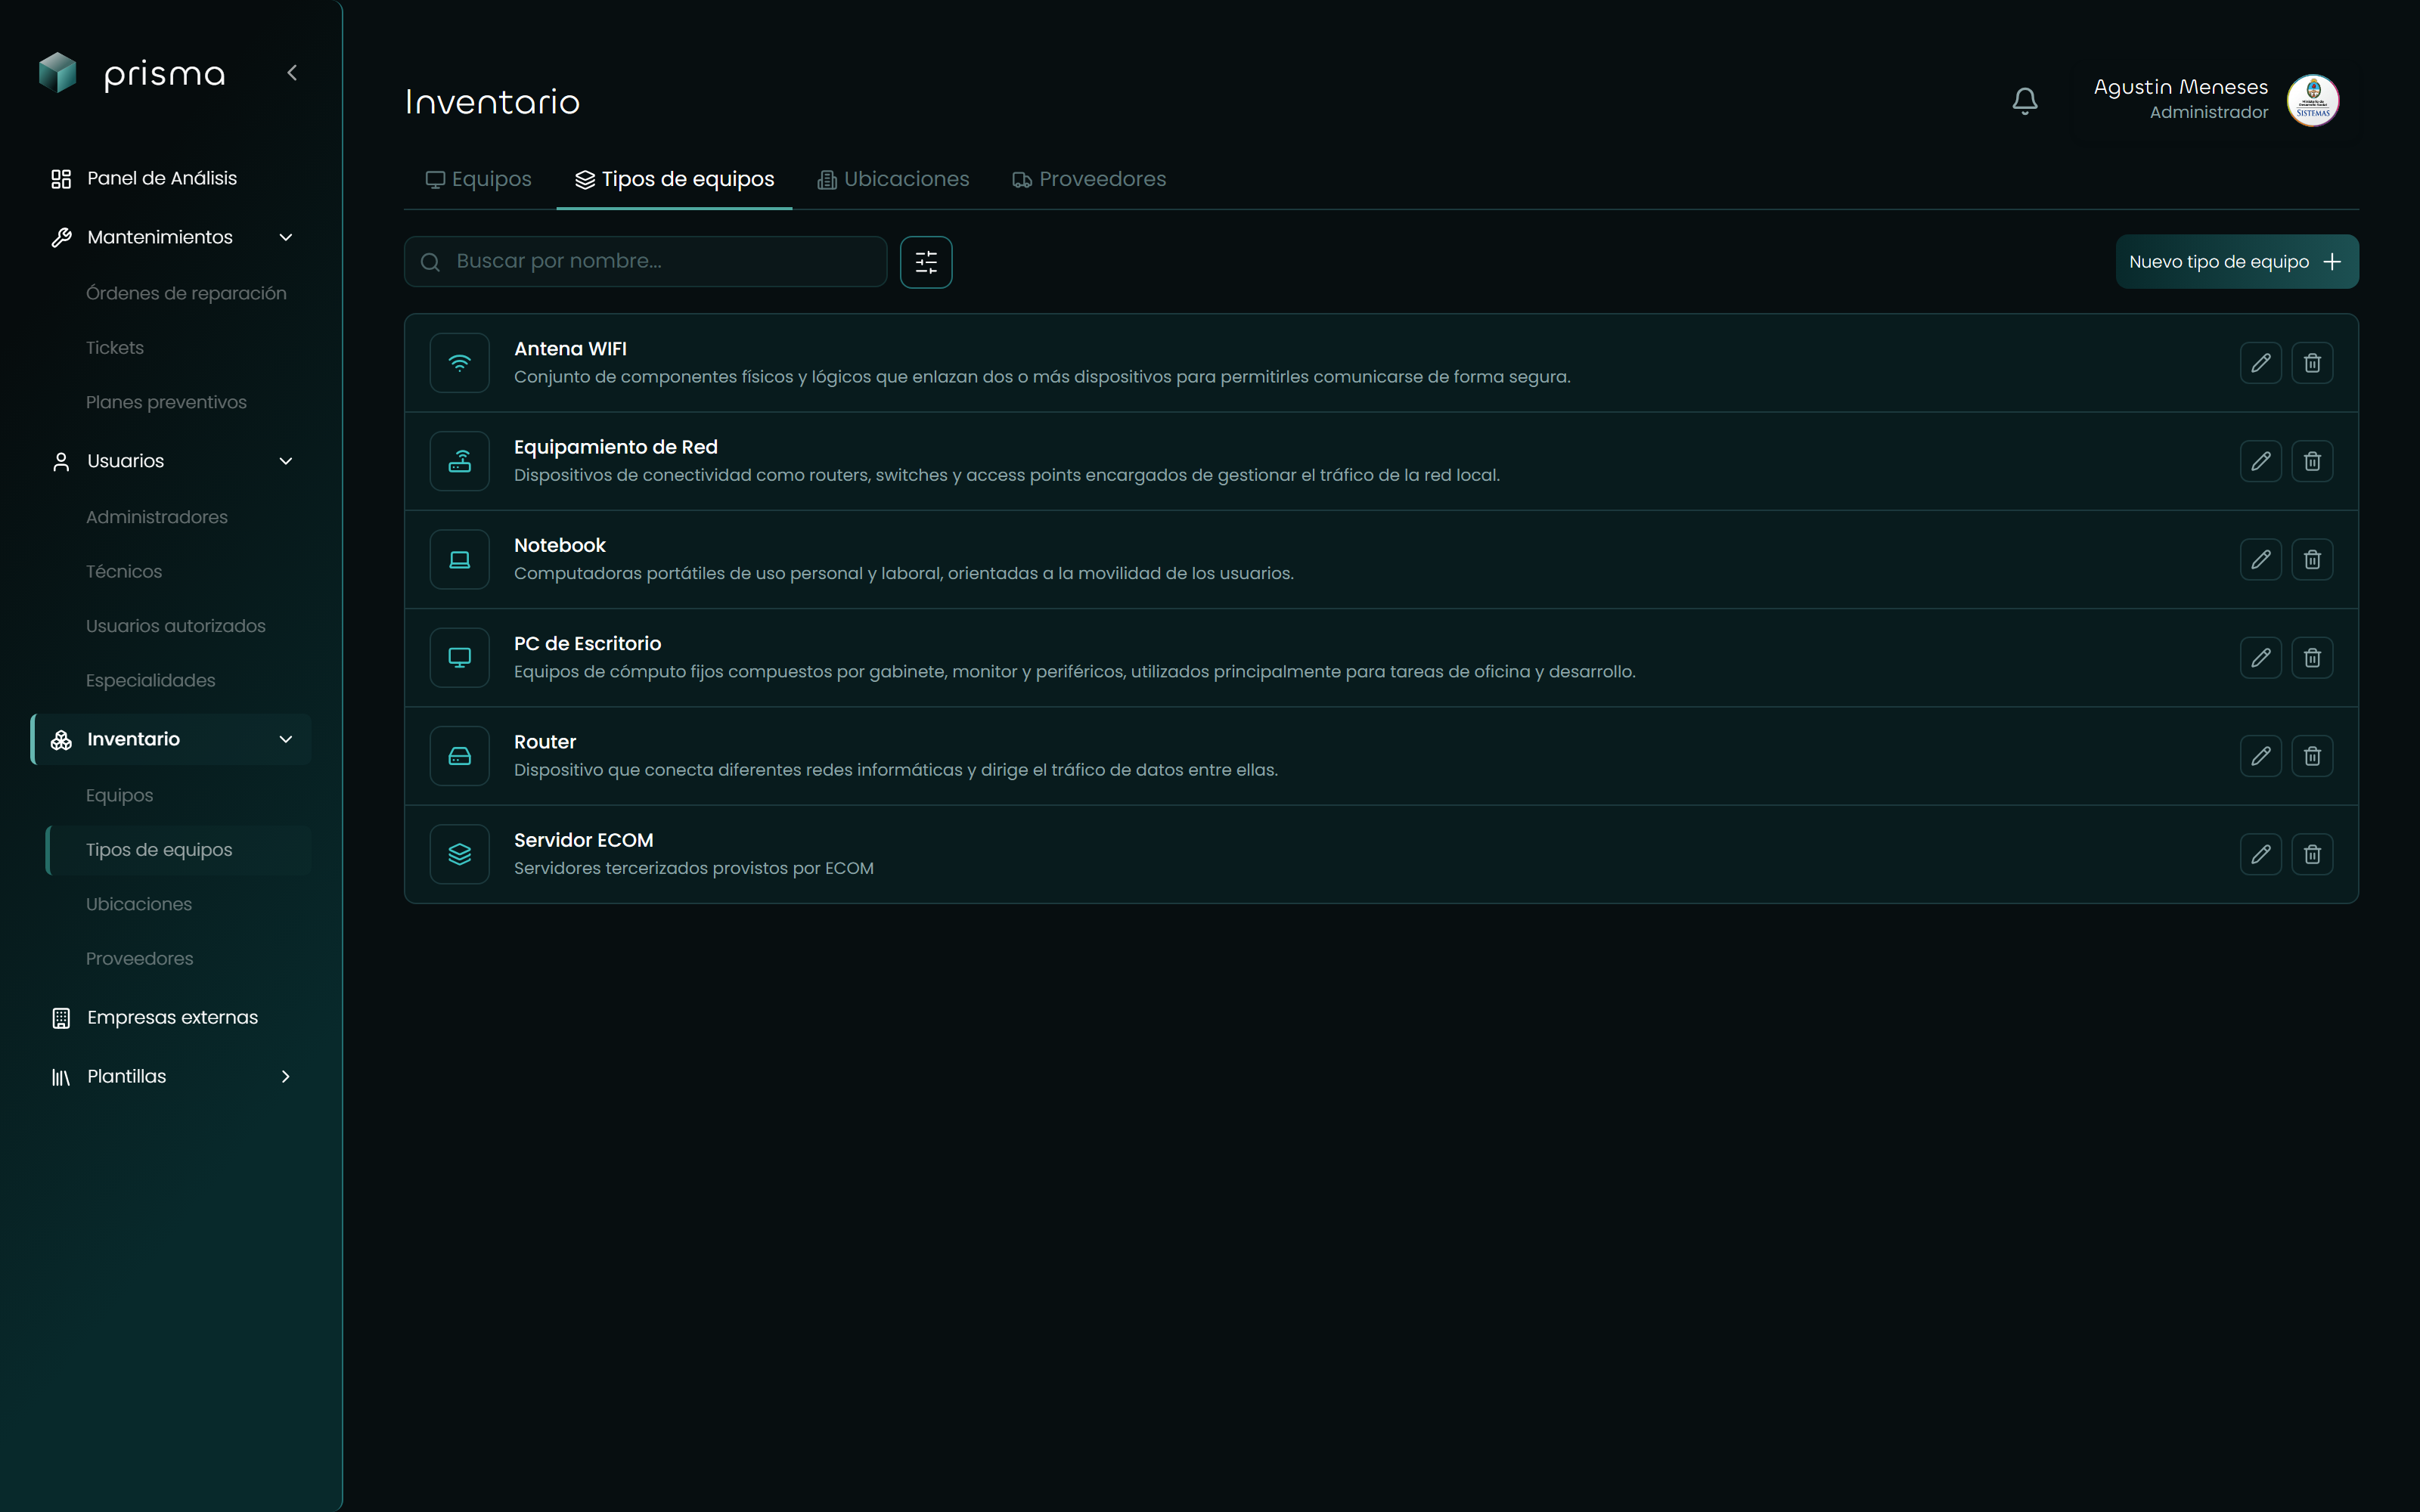 prisma
Panel de Análisis
Mantenimientos
Órdenes de reparación
Tickets
Planes preventivos
Usuarios
Administradores
Técnicos
Usuarios autorizados
Especialidades
Inventario
Equipos
Tipos de equipos
Ubicaciones
Proveedores
Empresas externas
Plantillas
Inventario
Agustin Meneses
Administrador
SISTEMAS
Equipos
Tipos de equipos
Ubicaciones
Proveedores
Buscar por nombre...
Nuevo tipo de equipo
Antena WIFI
Conjunto de componentes físicos y lógicos que enlazan dos o más dispositivos para permitirles comunicarse de forma segura.
Equipamiento de Red
Dispositivos de conectividad como routers, switches y access points encargados de gestionar el tráfico de la red local.
Notebook
Computadoras portátiles de uso personal y laboral, orientadas a la movilidad de los usuarios.
PC de Escritorio
Equipos de cómputo fijos compuestos por gabinete, monitor y periféricos, utilizados principalmente para tareas de oficina y desarrollo.
Router
Dispositivo que conecta diferentes redes informáticas y dirige el tráfico de datos entre ellas.
Servidor ECOM
Servidores tercerizados provistos por ECOM